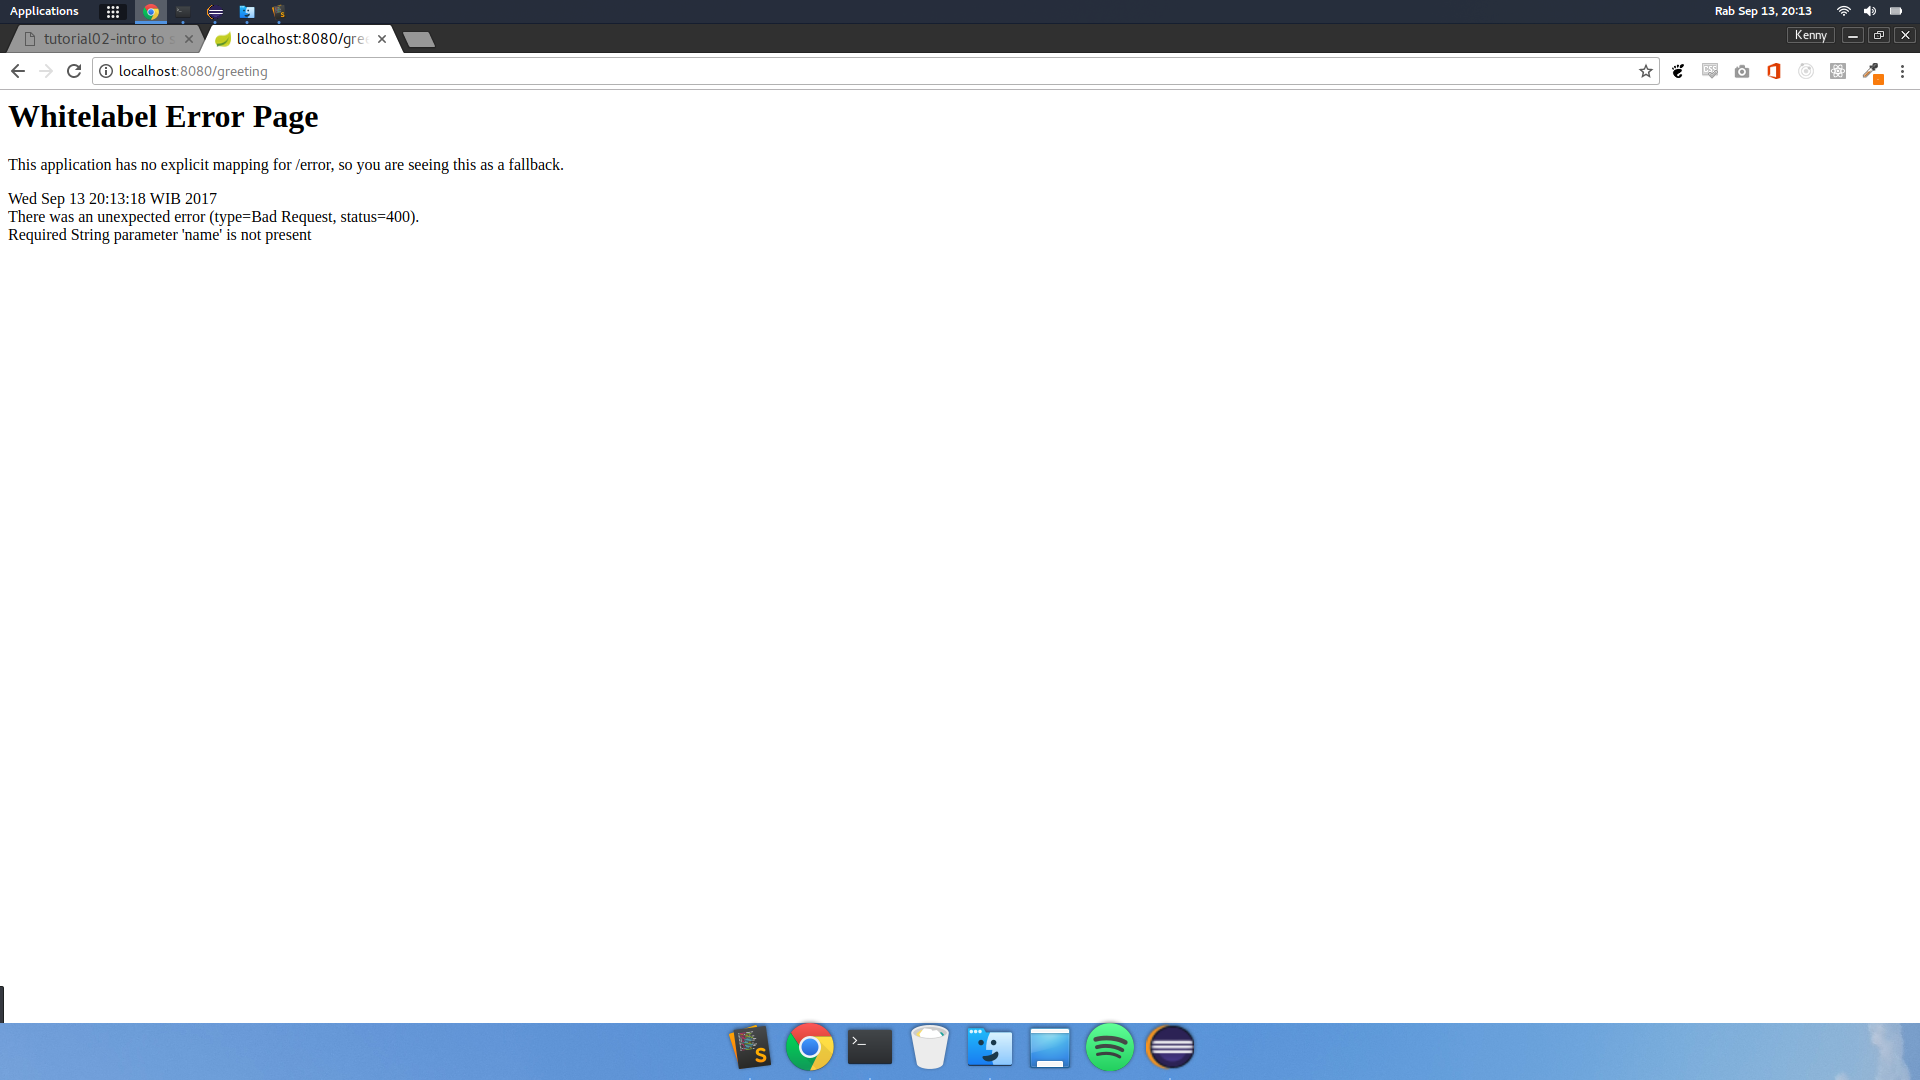 Applications
Rab Sep 13, 20:13
tutorial02-intro to s
localhost:8080/gree
Kenny
localhost:8080/greeting
Whitelabel Error Page
This application has no explicit mapping for /error, so you are seeing this as a fallback.
Wed Sep 13 20:13:18 WIB 2017
There was an unexpected error (type=Bad Request, status=400).
Required String parameter 'name' is not present